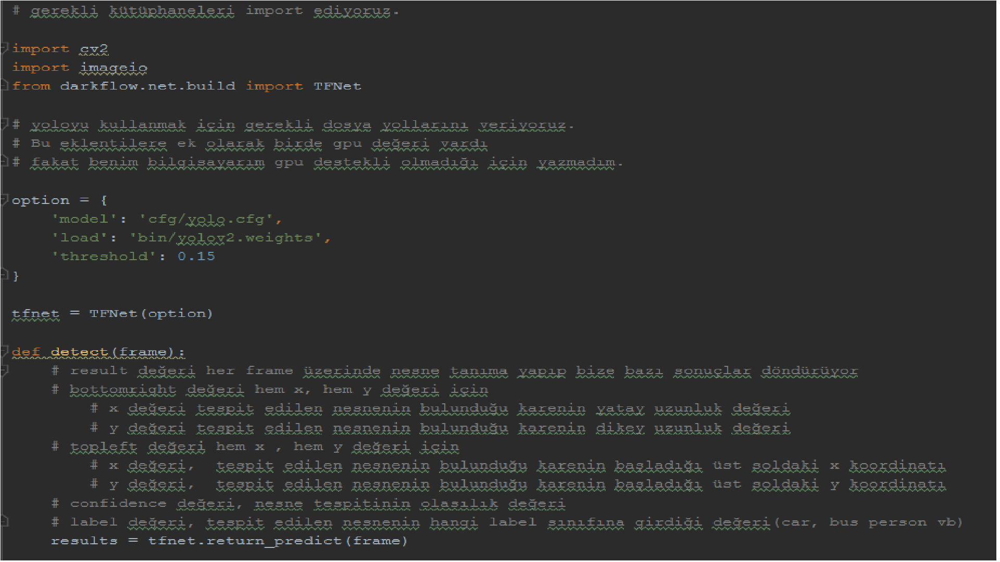 # gerekli kütüphaneleri import ediyoruz.
import cv2
import imageio
from darkflow.net.build import TFNet
# yoloyu kullanmak için gerekli dosya yollarını veriyoruz.
# Bu eklentilere ek olarak birde gpu değeri vardı
# fakat benim bilgisayarım gpu destekli olmadığı için yazmadım.
option = {
    'model': 'cfg/yolo.cfg',
    'load': 'bin/yolov2.weights',
    'threshold': 0.15
}
tfnet = TFNet(option)
def detect(frame):
    # result değeri her frame üzerinde nesne tanıma yapıp bize bazı sonuçlar döndürüyor
    # bottomright değeri hem x, hem y değeri için
        # x değeri tespit edilen nesnenin bulunduğu karenin yatay uzunluk değeri
        # y değeri tespit edilen nesnenin bulunduğu karenin dikey uzunluk değeri
    # topleft değeri hem x , hem y değeri için
        # x değeri,  tespit edilen nesnenin bulunduğu karenin başladığı üst soldaki x koordinatı
        # y değeri,  tespit edilen nesnenin bulunduğu karenin başladığı üst soldaki y koordinatı
    # confidence değeri, nesne tespitinin olasılık değeri
    # label değeri, tespit edilen nesnenin hangi label sınıfına girdiği değeri(car, bus person vb)
    results = tfnet.return_predict(frame)